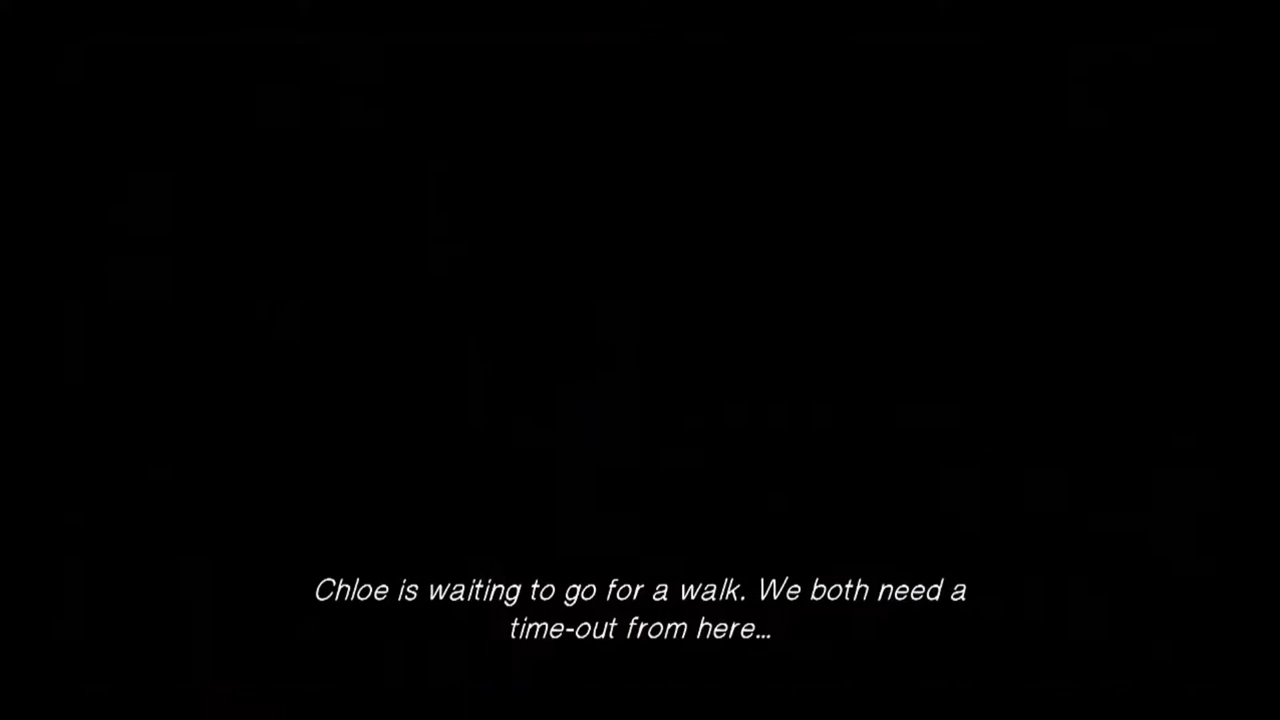 Chloe is waiting to go for a walk. We both need a
time-out from here...